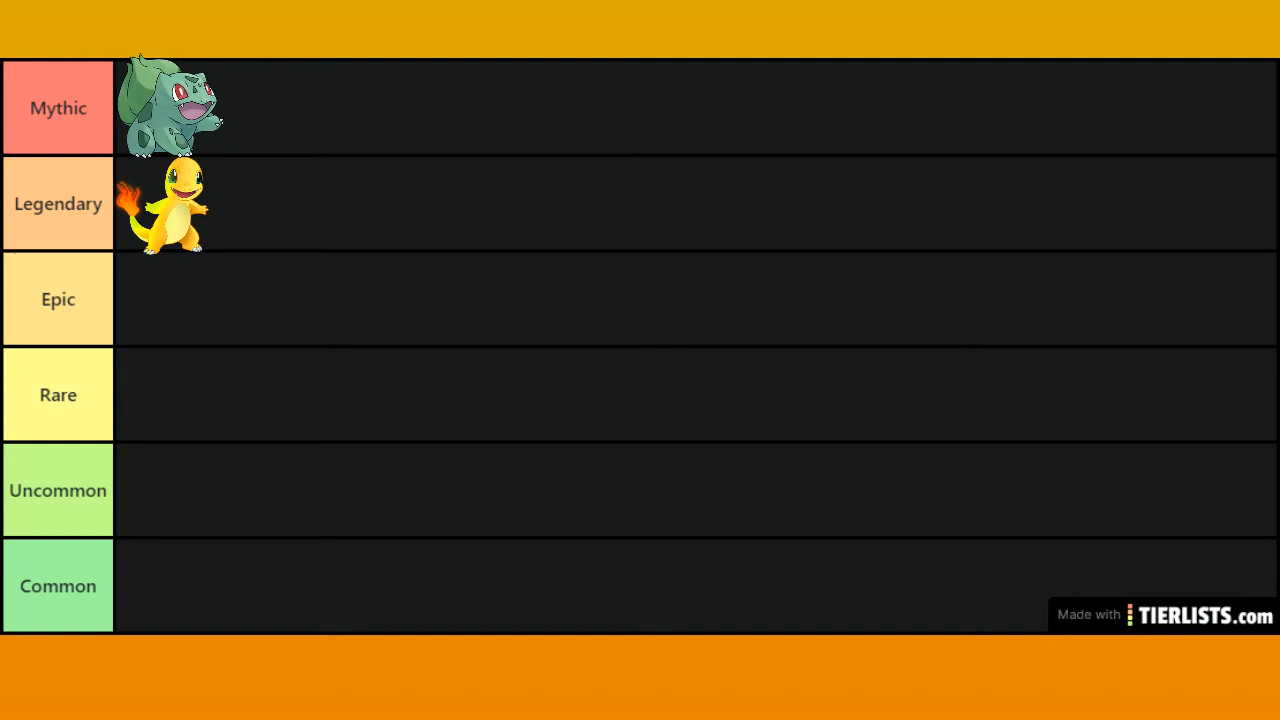 Mythic
Legendary
Epic
Rare
Uncommon
Common
Made with TIERLISTS.com